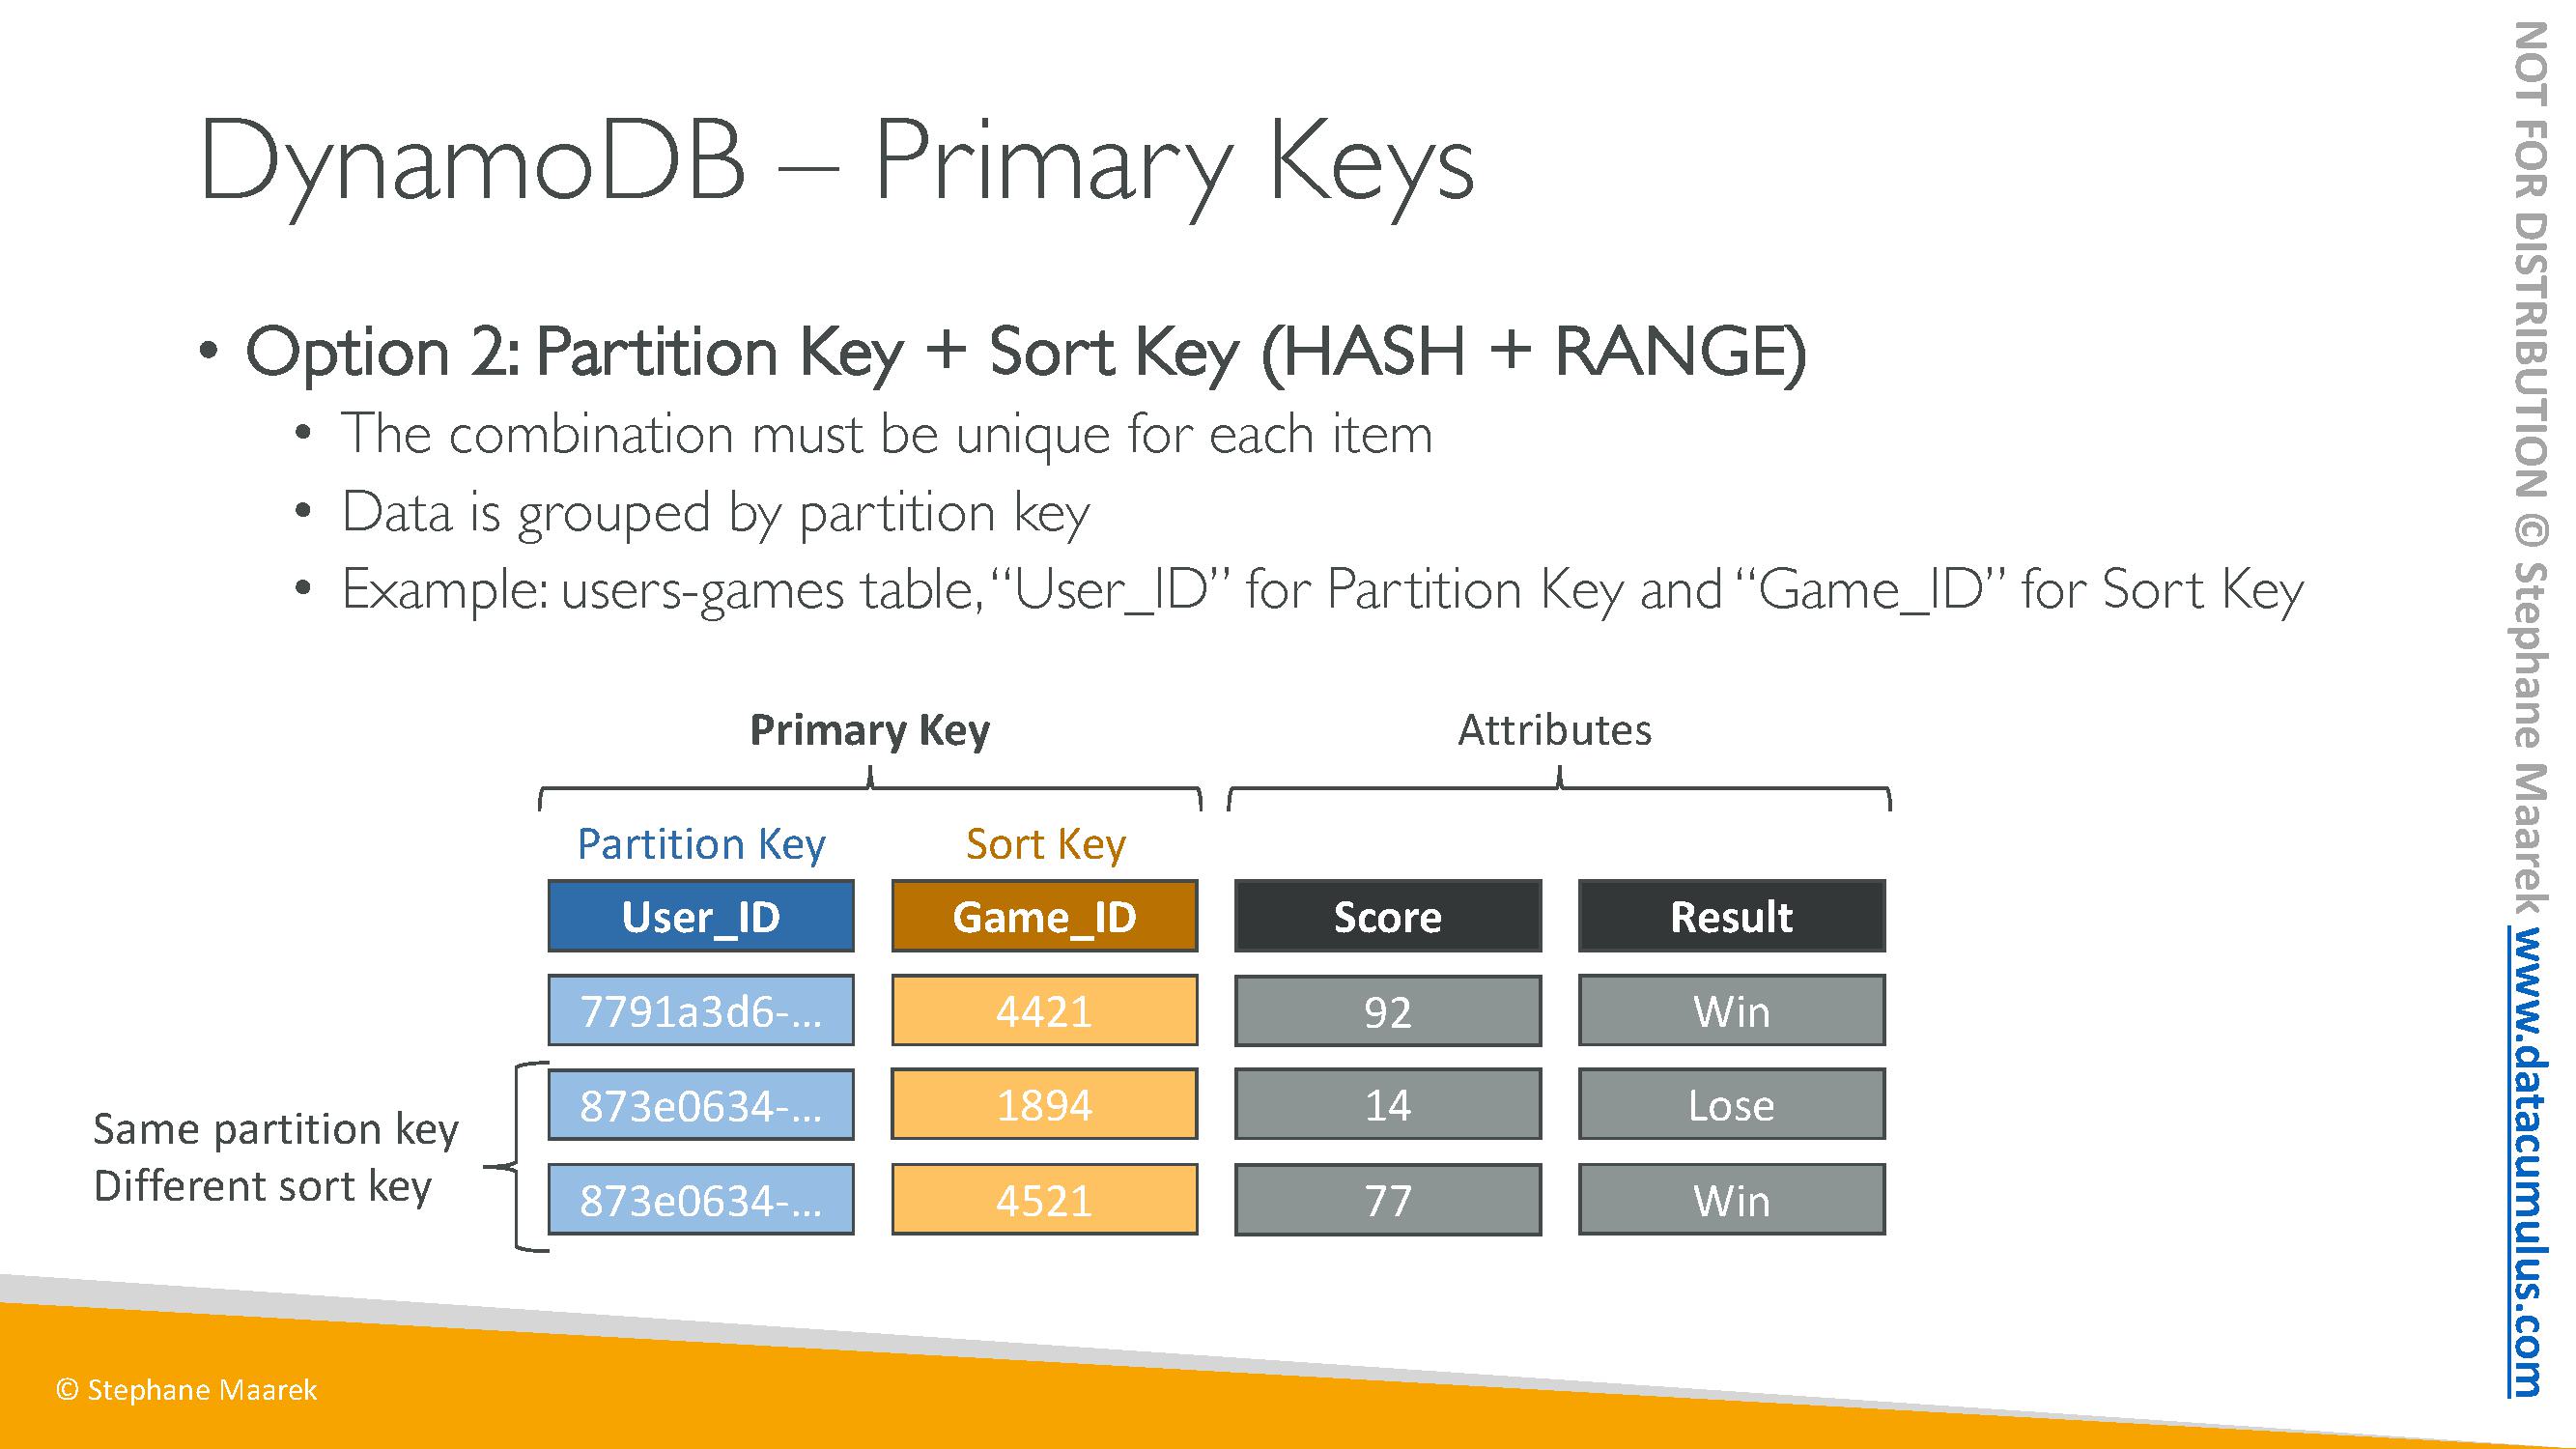 DynamoDB – Primary Keys
• Option 2: Partition Key + Sort Key (HASH + RANGE)
• The combination must be unique for each item
• Data is grouped by partition key
• Example: users-games table, “User_ID” for Partition Key and “Game_ID” for Sort Key
Primary Key Attributes
Partition Key Sort Key
User_ID Game_ID Score Result
7791a3d6-… 4421 92 Win
873e0634-… 1894 14 Lose
Same partition key
Different sort key
873e0634-… 4521 77 Win
© Stephane Maarek
NOT FOR DISTRIBUTION © Stephane Maarek www.datacumulus.com